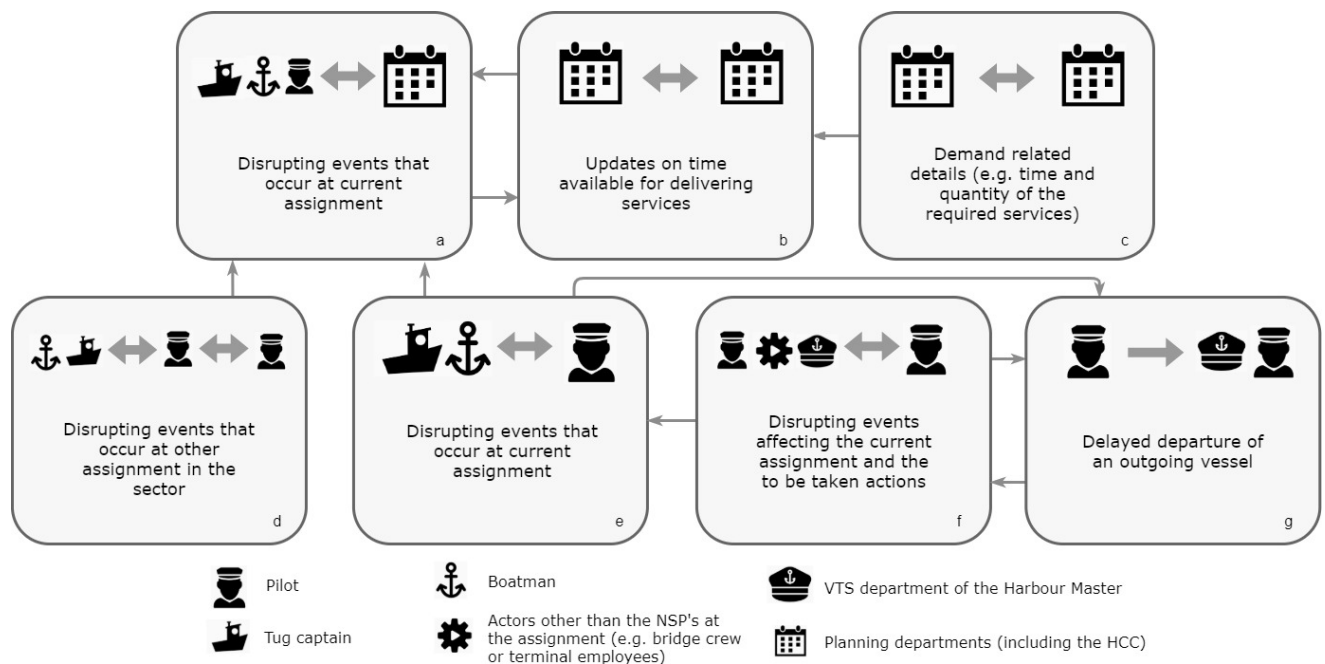 Disrupting events that
occur at current
assignment
a
Updates on time
available for delivering
services
b
Demand related
details (e.g. time and
quantity of the
required services)
c
Disrupting events that
occur at other
assignment in the
sector
d
Disrupting events that
occur at current
assignment
e
Disrupting events
affecting the current
assignment and the
to be taken actions
f
Delayed departure of
an outgoing vessel
g
Pilot
Boatman
VTS department of the Harbour Master
Tug captain
Actors other than the NSP's at
the assignment (e.g. bridge crew
or terminal employees)
Planning departments (including the HCC)